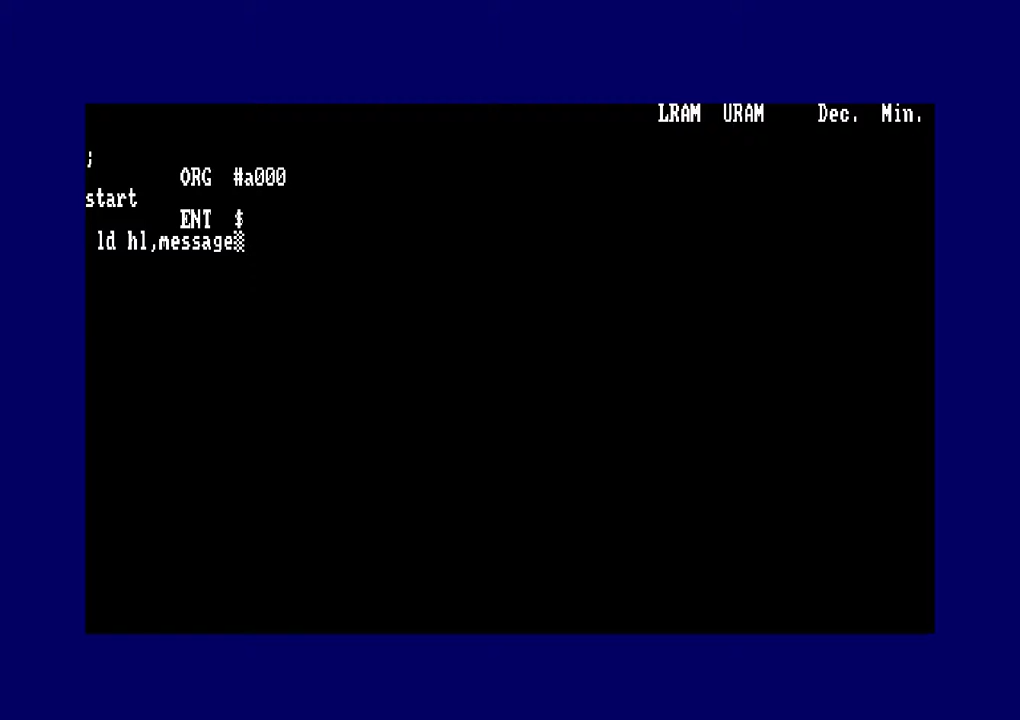 LRAM URAM Dec. Min.
;
ORG #a000
start
ENT $
ld hl,message